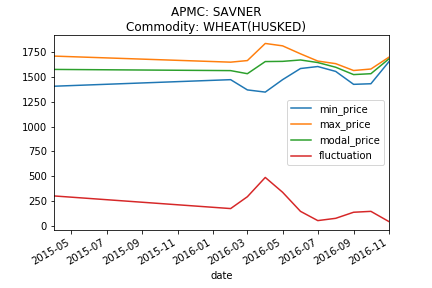 APMC: SAVNER
Commodity: WHEAT(HUSKED)
1750
1500
1250
1000
750
500
250
0
min_price
max_price
modal_price
fluctuation
2015-05
2015-07
2015-09
2015-11
2016-01
2016-03
2016-05
2016-07
2016-09
2016-11
date